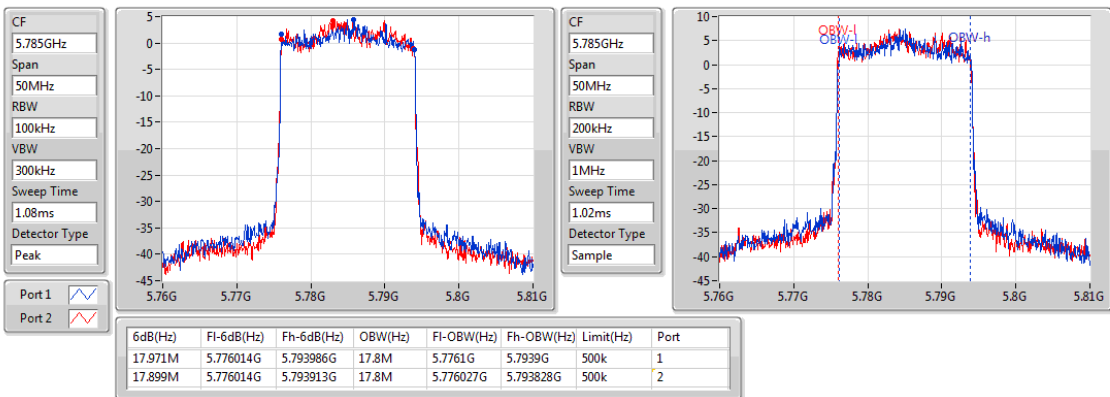 CF
5.785GHz
Span
50MHz
RBW
100kHz
VBW
300kHz
Sweep Time
1.08ms
Detector Type
Peak
Port 1
Port 2
5
0
-5
-10
-15
-20
-25
-30
-35
-40
-45
5.76G 5.77G 5.78G 5.79G 5.8G 5.81G
CF
5.785GHz
Span
50MHz
RBW
200kHz
VBW
1MHz
Sweep Time
1.02ms
Detector Type
Sample
10
5
0
-5
-10
-15
-20
-25
-30
-35
-40
-45
OBW-l
OBW-l
OBW-h
5.76G 5.77G 5.78G 5.79G 5.8G 5.81G
6dB(Hz) Fl-6dB(Hz) Fh-6dB(Hz) OBW(Hz) Fl-OBW(Hz) Fh-OBW(Hz) Limit(Hz) Port
17.971M 5.776014G 5.793986G 17.8M 5.7761G 5.7939G 500k 1
17.899M 5.776014G 5.793913G 17.8M 5.776027G 5.793828G 500k 2